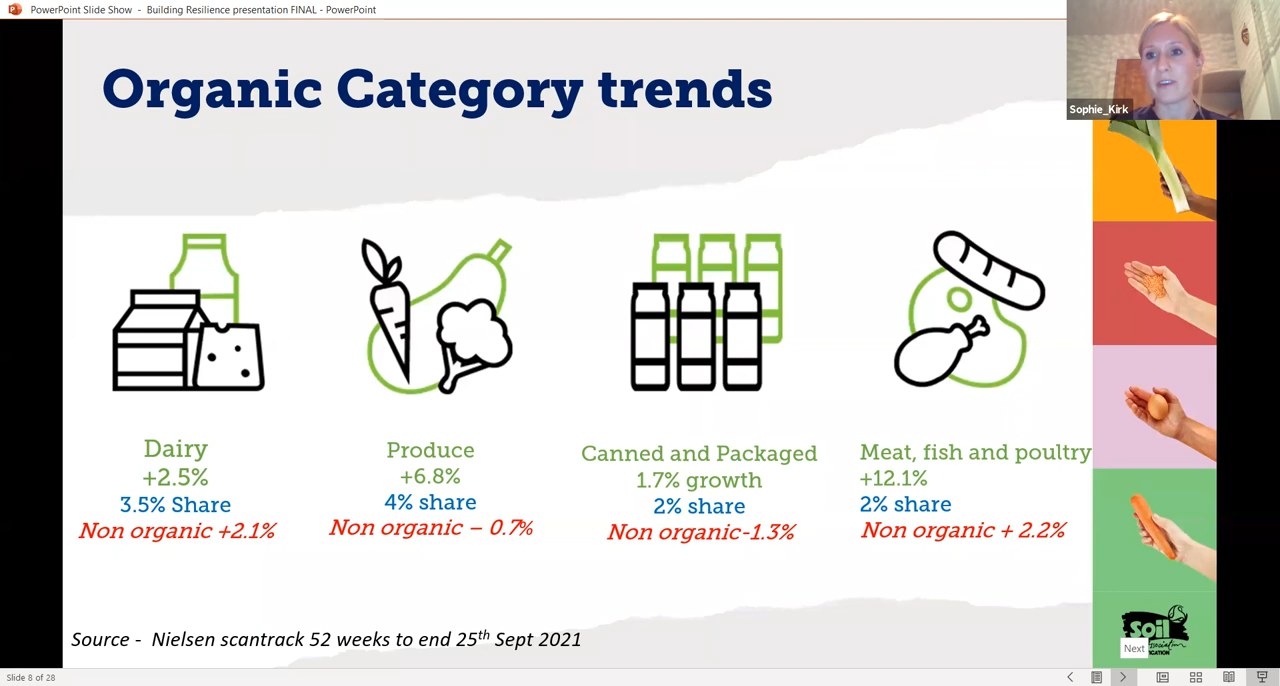 PowerPoint Slide Show - Building Resilience presentation FINAL - PowerPoint
Sophie_Kirk
Organic Category trends
Dairy
+2.5%
3.5% Share
Non organic +2.1%
Produce
+6.8%
4% share
Non organic – 0.7%
Canned and Packaged
1.7% growth
2% share
Non organic-1.3%
Meat, fish and poultry
+12.1%
2% share
Non organic + 2.2%
Source - Nielsen scantrack 52 weeks to end 25th Sept 2021
Soil
Next
Slide 8 of 28